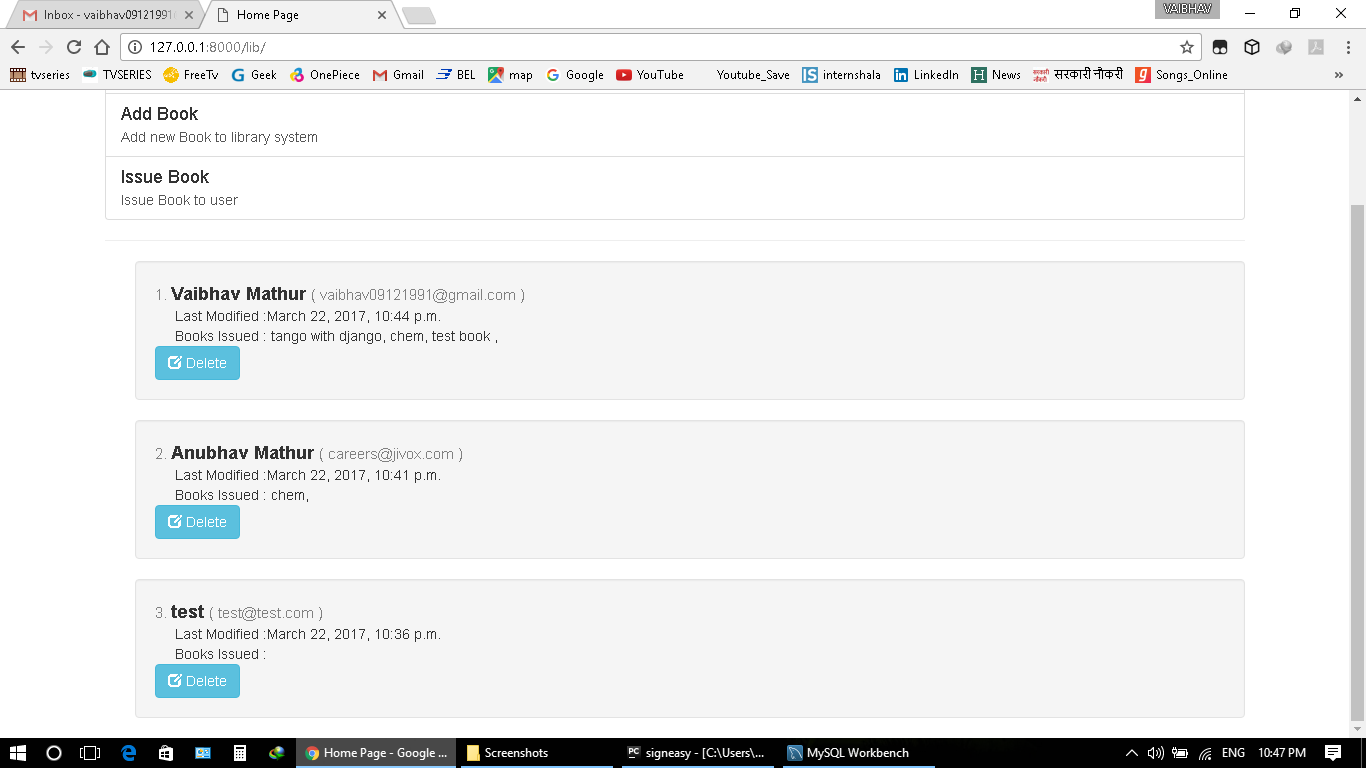 Inbox - vaibhav09121991
Home Page
VAIBHAV
127.0.0.1:8000/lib/
tvseries TVSERIES FreeTv Geek OnePiece Gmail BEL map Google YouTube Youtube_Save internshala LinkedIn News सरकारी नौकरी Songs_Online »
Add Book
Add new Book to library system
Issue Book
Issue Book to user
1. Vaibhav Mathur ( vaibhav09121991@gmail.com )
Last Modified :March 22, 2017, 10:44 p.m.
Books Issued : tango with django, chem, test book ,
Delete
2. Anubhav Mathur ( careers@jivox.com )
Last Modified :March 22, 2017, 10:41 p.m.
Books Issued : chem,
Delete
3. test ( test@test.com )
Last Modified :March 22, 2017, 10:36 p.m.
Books Issued :
Delete
Home Page - Google ... Screenshots signeasy - [C:\Users\... MySQL Workbench ENG 10:47 PM